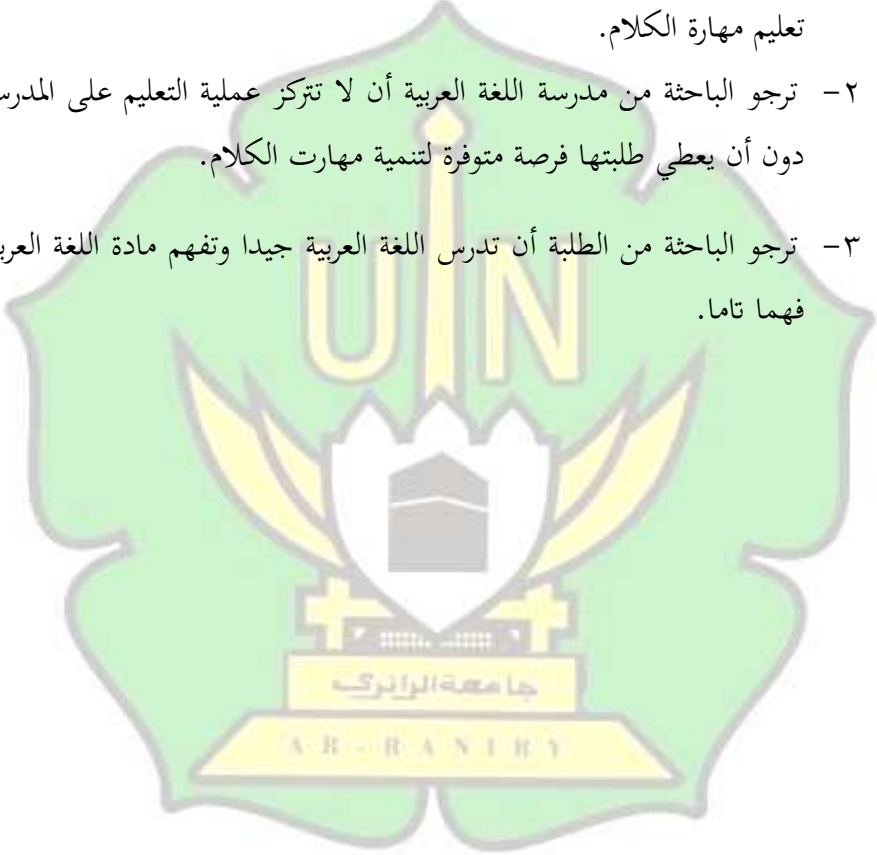 تعليم مهارة الكلام.
٢- ترجو الباحثة من مدرسة اللغة العربية أن لا تتركز عملية التعليم على
دون أن يعطي طلبتها فرصة متوفرة لتنمية مهارت الكلام.
٣- ترجو الباحثة من الطلبة أن تدرس اللغة العربية جيدا وتفهم مادة اللغة
فهما تاما.
UIN
جامعة الرانري
AR-RANIRY